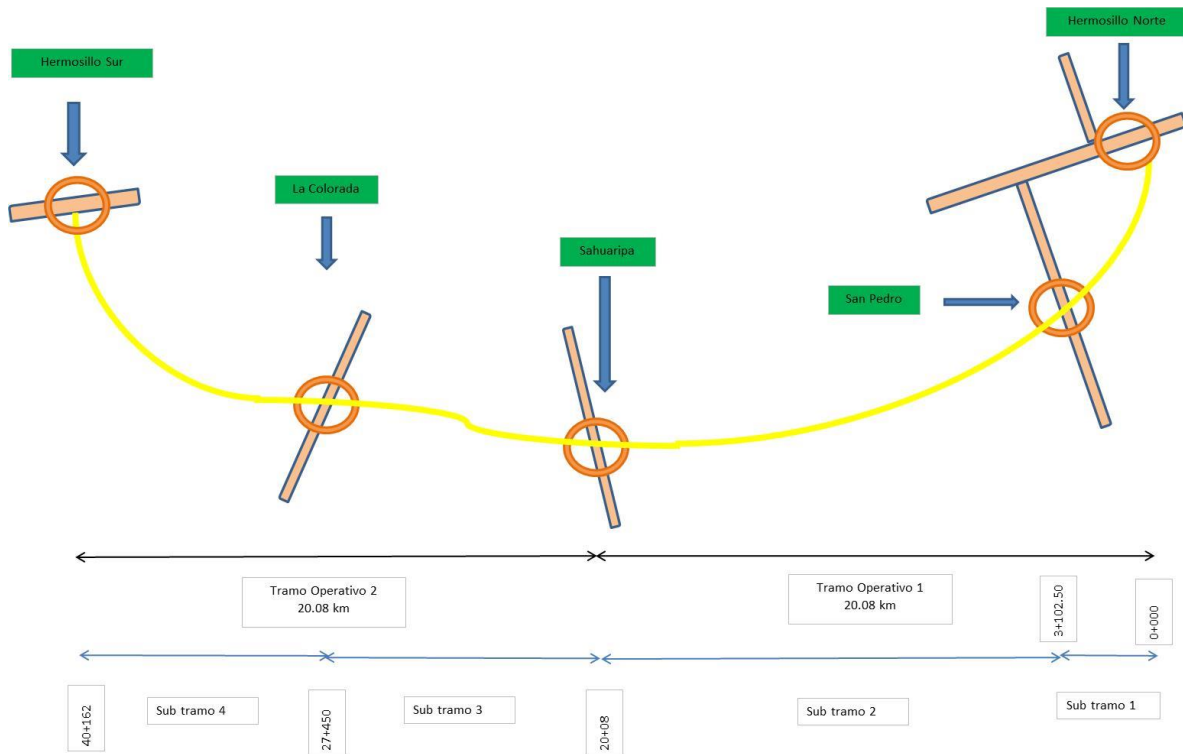 Hermosillo Norte
Hermosillo Sur
La Colorada
Sahuaripa
San Pedro
Tramo Operativo 2
20.08 km
Tramo Operativo 1
20.08 km
3+102.50
0+000
40+162
Sub tramo 4
27+450
Sub tramo 3
20+08
Sub tramo 2
Sub tramo 1